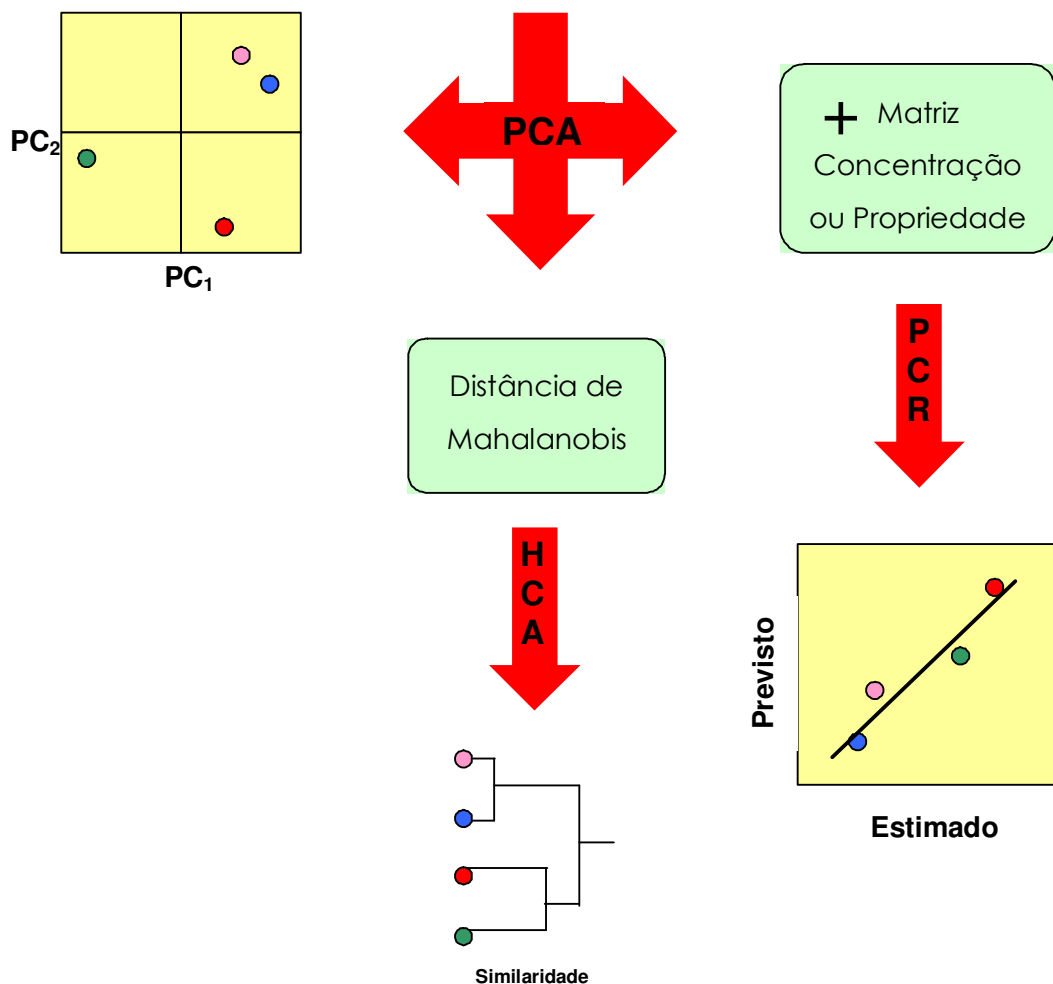 PC₂
PC₁
PCA
+ Matriz
Concentração
ou Propriedade
Distância de
Mahalanobis
P
C
R
H
C
A
Previsto
Estimado
Similaridade